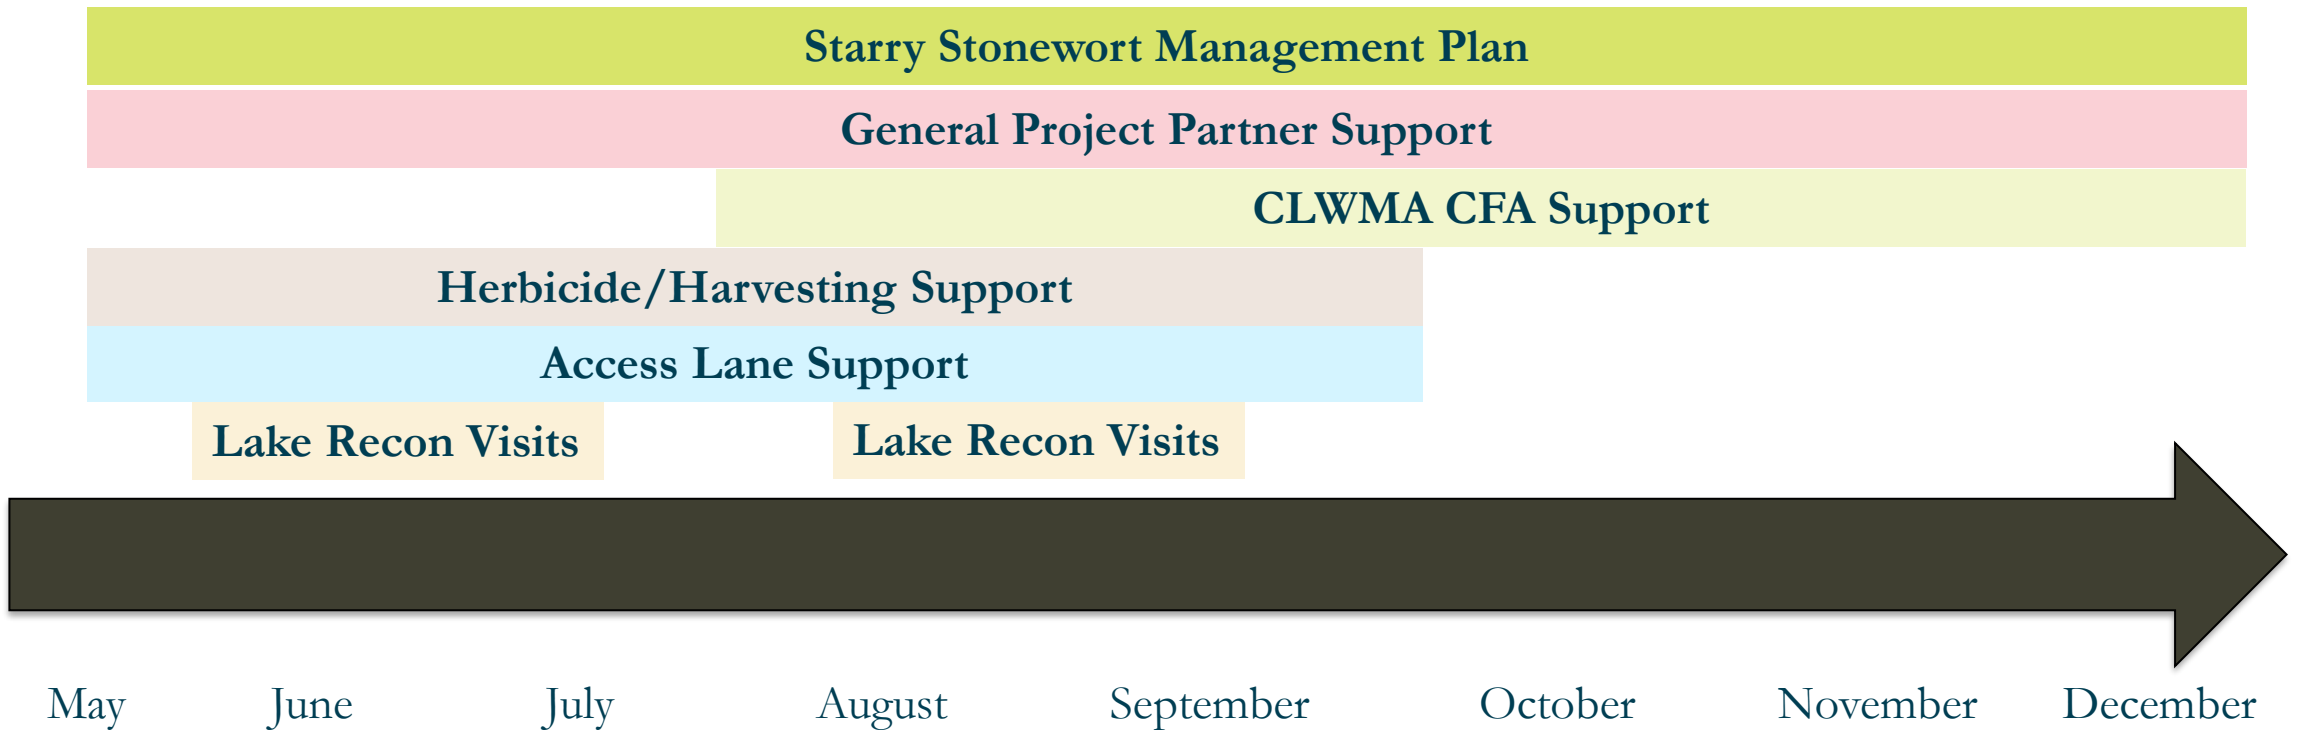 Starry Stonewort Management Plan
General Project Partner Support
CLWMA CFA Support
Herbicide/Harvesting Support
Access Lane Support
Lake Recon Visits
Lake Recon Visits
May
June
July
August
September
October
November
December